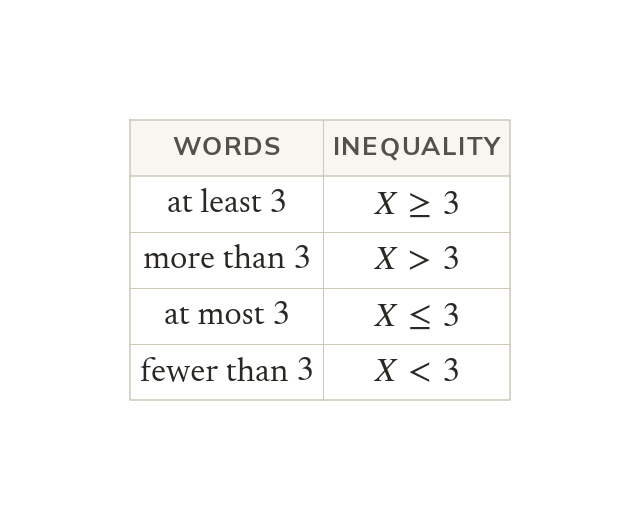 WORDS INEQUALITY
at least 3 X ≥ 3
more than 3 X > 3
at most 3 X ≤ 3
fewer than 3 X < 3